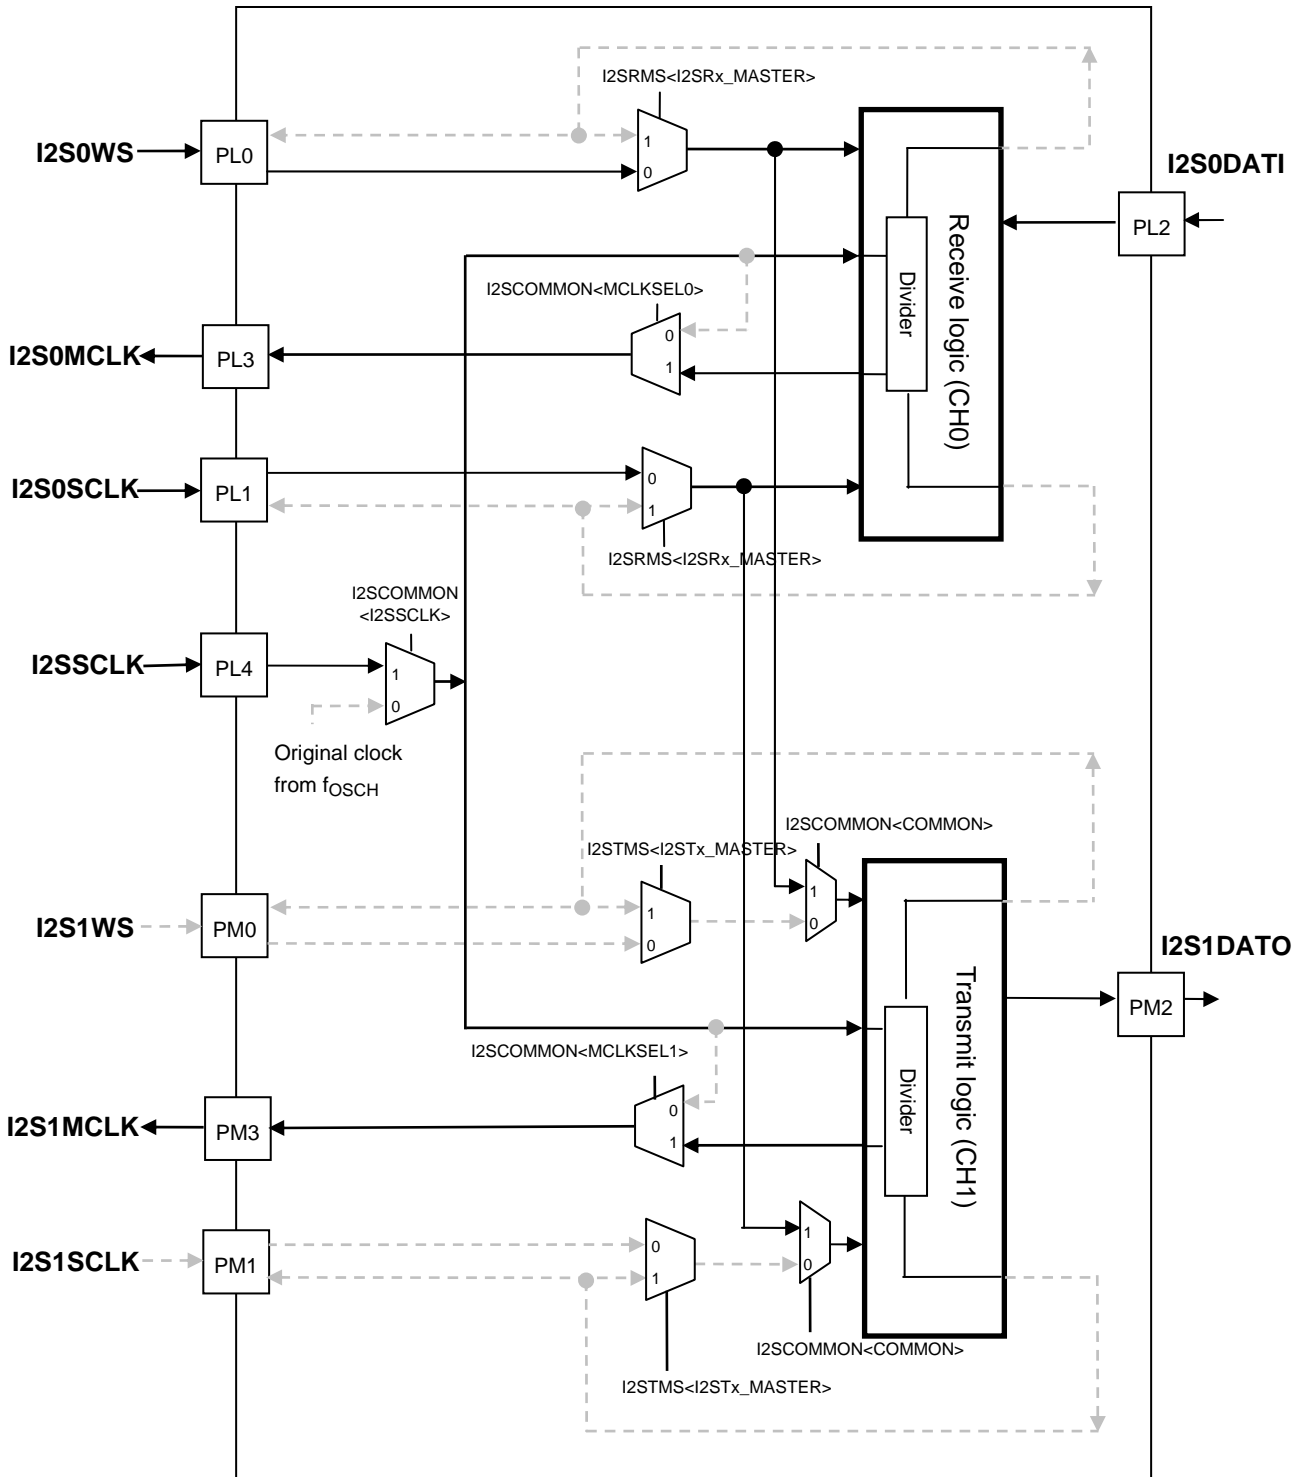 I2SRMS<I2SRx_MASTER>
I2S0WS
PL0
1
0
I2S0DATI
PL2
Receive logic (CH0)
Divider
I2SCOMMON<MCLKSEL0>
0
1
I2S0MCLK
PL3
I2S0SCLK
PL1
0
1
I2SRMS<I2SRx_MASTER>
I2SCOMMON
<I2SSCLK>
I2SSCLK
PL4
1
0
Original clock
from fOSCH
I2SCOMMON<COMMON>
I2STMS<I2STx_MASTER>
1
0
I2S1WS
PM0
1
0
I2S1DATO
PM2
Transmit logic (CH1)
Divider
I2SCOMMON<MCLKSEL1>
0
1
I2S1MCLK
PM3
I2S1SCLK
PM1
0
1
1
0
I2SCOMMON<COMMON>
I2STMS<I2STx_MASTER>